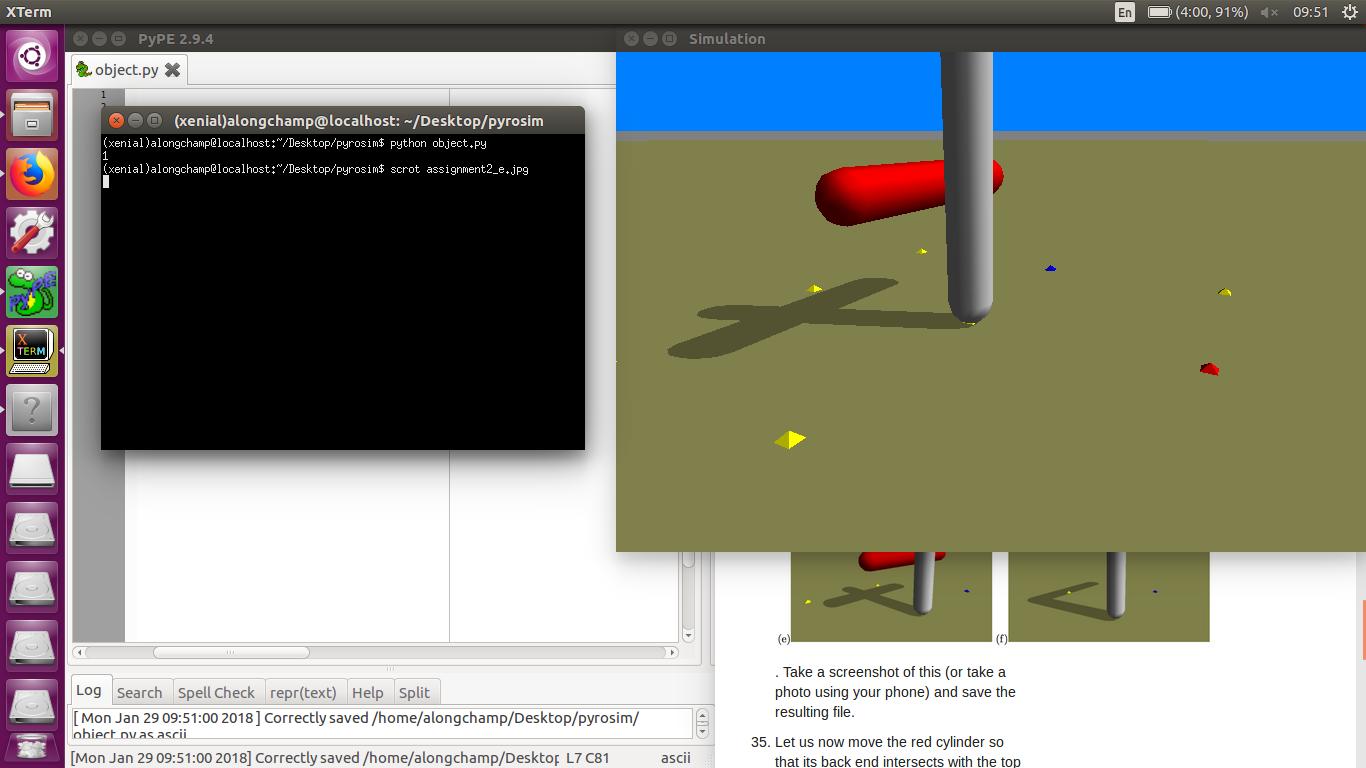 XTerm
En
(4:00, 91%)
09:51
PyPE 2.9.4
Simulation
object.py
1
2
(xenial)alongchamp@localhost: ~/Desktop/pyrosim
(xenial)alongchamp@localhost:~/Desktop/pyrosim$ python object.py
1
(xenial)alongchamp@localhost:~/Desktop/pyrosim$ scrot assignment2_e.jpg
PyPE
X
TERM
?
(e)
(f)
. Take a screenshot of this (or take a
photo using your phone) and save the
resulting file.
35. Let us now move the red cylinder so
that its back end intersects with the top
Log
Search
Spell Check
repr(text)
Help
Split
[ Mon Jan 29 09:51:00 2018 ] Correctly saved /home/alongchamp/Desktop/pyrosim/
object.py as ascii
[Mon Jan 29 09:51:00 2018] Correctly saved /home/alongchamp/Desktop
L7 C81
ascii